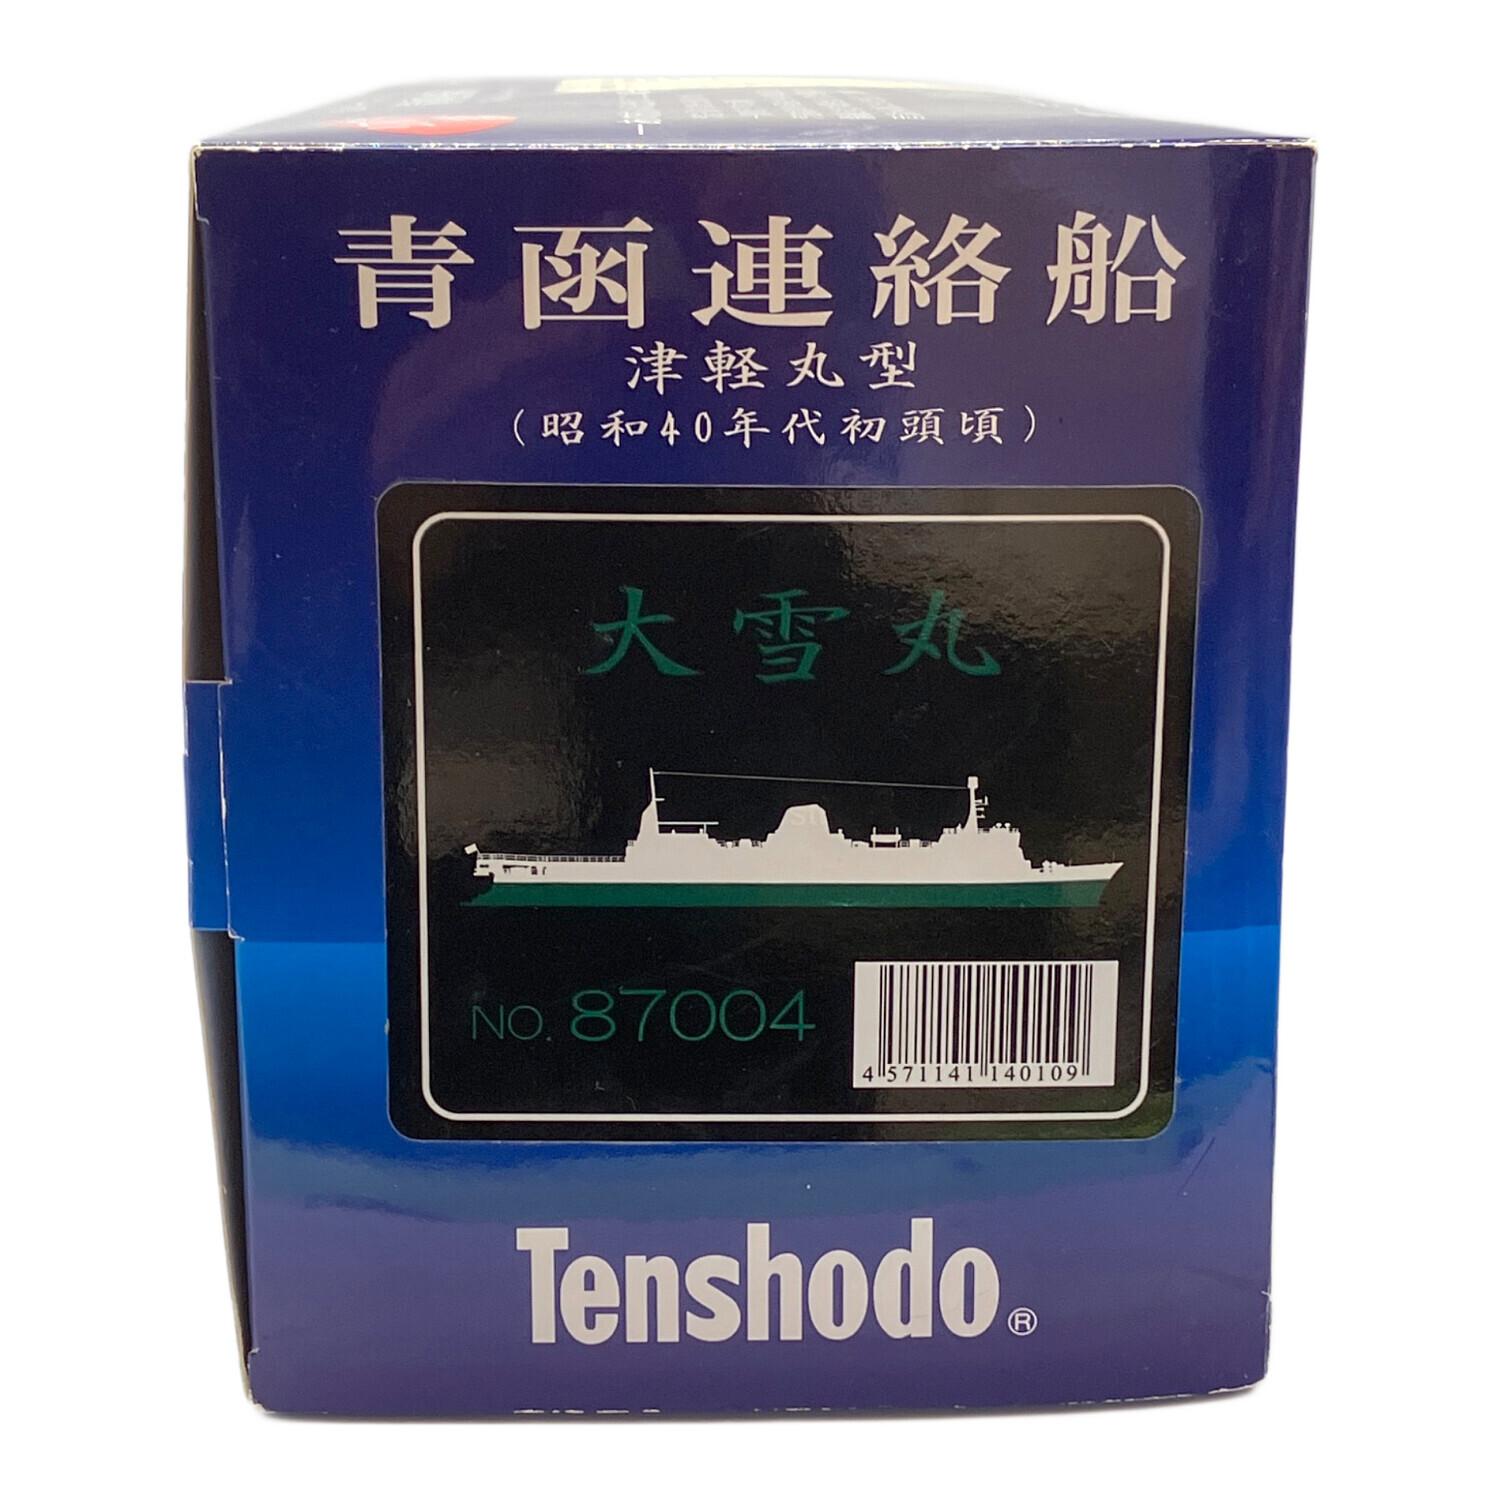 青函連絡船
津軽丸型
（昭和40年代初頭頃）
大雪丸
NO. 87004
4 571141 140109
Tenshodo®